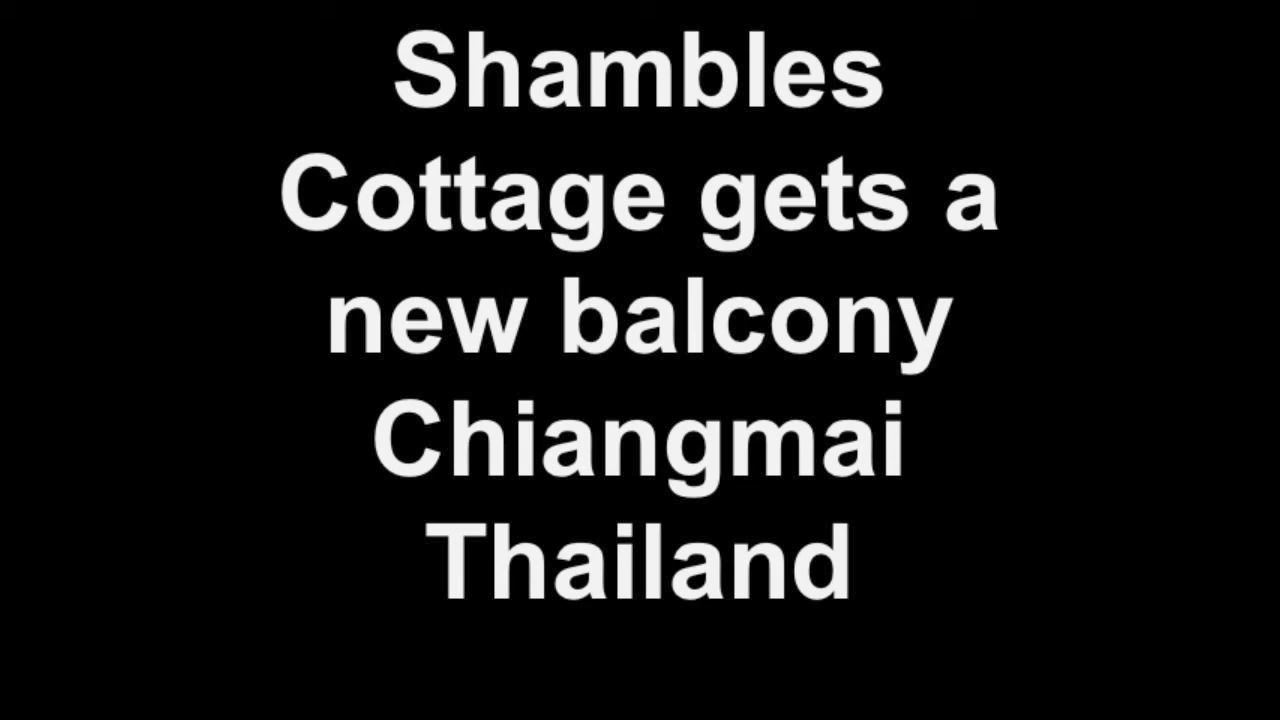 Shambles
Cottage gets a
new balcony
Chiangmai
Thailand